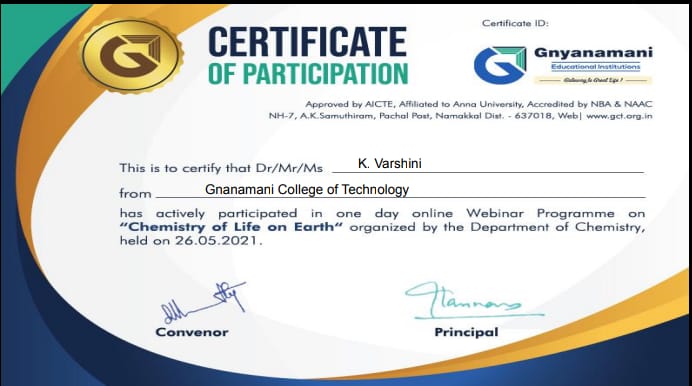 CERTIFICATE
OF PARTICIPATION
Certificate ID:
Gnyanamani
Educational Institutions
Gateway to Great Life !
Approved by AICTE, Affiliated to Anna University, Accredited by NBA & NAAC
NH-7, A.K.Samuthiram, Pachal Post, Namakkal Dist. - 637018, Web| www.gct.org.in
This is to certify that Dr/Mr/Ms K. Varshini
from Gnanamani College of Technology
has actively participated in one day online Webinar Programme on
“Chemistry of Life on Earth“ organized by the Department of Chemistry,
held on 26.05.2021.
Convenor
Principal